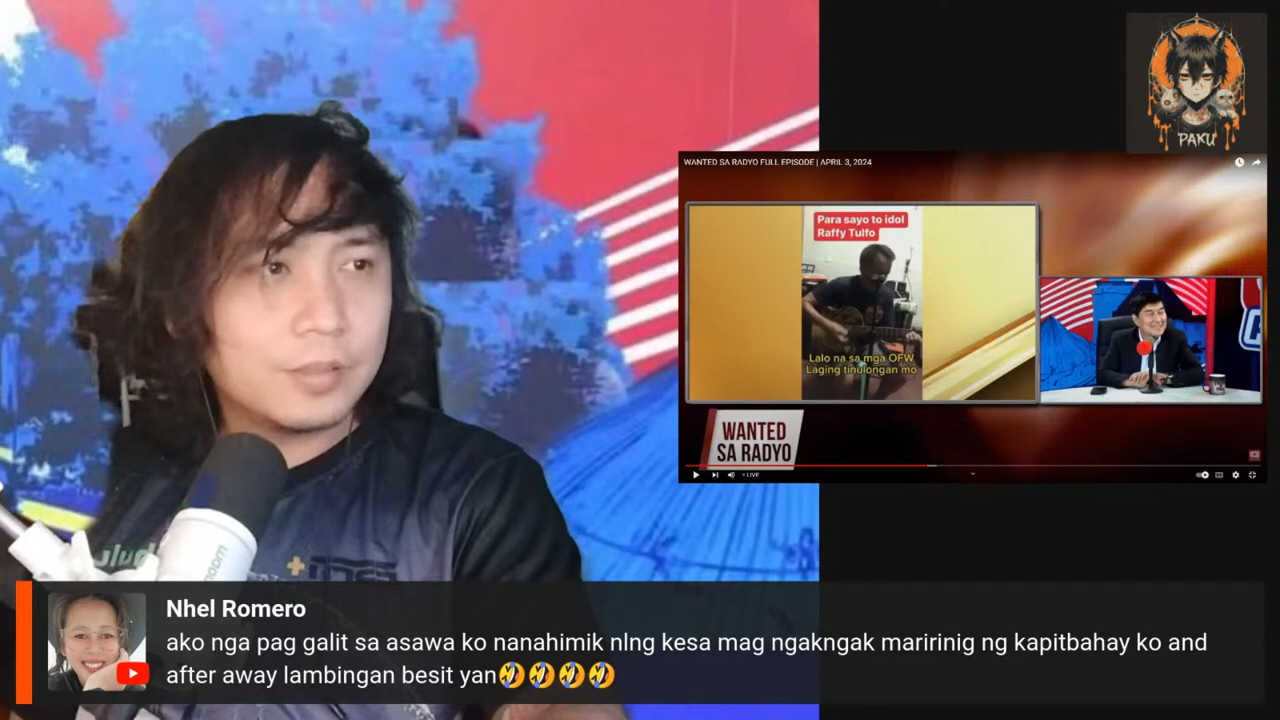 PAKU
WANTED SA RADYO FULL EPISODE | APRIL 3, 2024
Para sayo to idol
Raffy Tulfo
Lalo na sa mga OFW
Laging tinulongan mo
WANTED
SA RADYO
LIVE
Nhel Romero
ako nga pag galit sa asawa ko nanahimik nlng kesa mag ngakngak maririnig ng kapitbahay ko and
after away lambingan besit yan🤣🤣🤣🤣